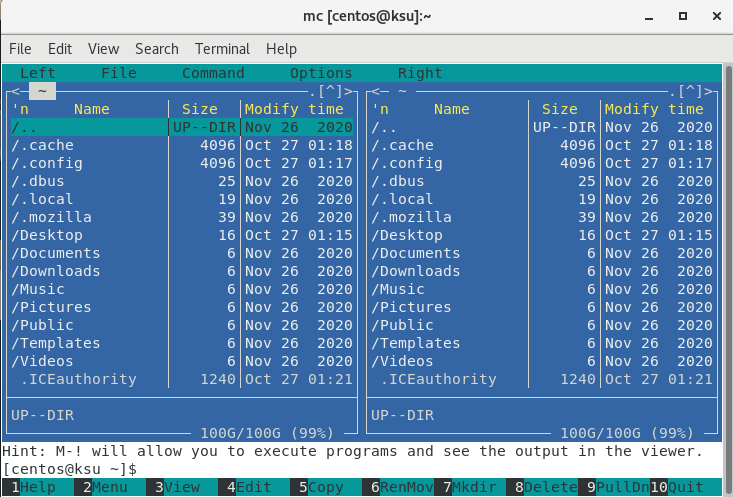 mc [centos@ksu]:~
File Edit View Search Terminal Help
Left File Command Options Right
<─ ~ .[^]> <─ ~ .[^]>
'n Name Size Modify time 'n Name Size Modify time
/.. UP--DIR Nov 26 2020 /.. UP--DIR Nov 26 2020
/.cache 4096 Oct 27 01:18 /.cache 4096 Oct 27 01:18
/.config 4096 Oct 27 01:17 /.config 4096 Oct 27 01:17
/.dbus 25 Nov 26 2020 /.dbus 25 Nov 26 2020
/.local 19 Nov 26 2020 /.local 19 Nov 26 2020
/.mozilla 39 Nov 26 2020 /.mozilla 39 Nov 26 2020
/Desktop 16 Oct 27 01:15 /Desktop 16 Oct 27 01:15
/Documents 6 Nov 26 2020 /Documents 6 Nov 26 2020
/Downloads 6 Nov 26 2020 /Downloads 6 Nov 26 2020
/Music 6 Nov 26 2020 /Music 6 Nov 26 2020
/Pictures 6 Nov 26 2020 /Pictures 6 Nov 26 2020
/Public 6 Nov 26 2020 /Public 6 Nov 26 2020
/Templates 6 Nov 26 2020 /Templates 6 Nov 26 2020
/Videos 6 Nov 26 2020 /Videos 6 Nov 26 2020
.ICEauthority 1240 Oct 27 01:21 .ICEauthority 1240 Oct 27 01:21
UP--DIR UP--DIR
100G/100G (99%) 100G/100G (99%)
Hint: M-! will allow you to execute programs and see the output in the viewer.
[centos@ksu ~]$
1Help 2Menu 3View 4Edit 5Copy 6RenMov 7Mkdir 8Delete 9PullDn 10Quit